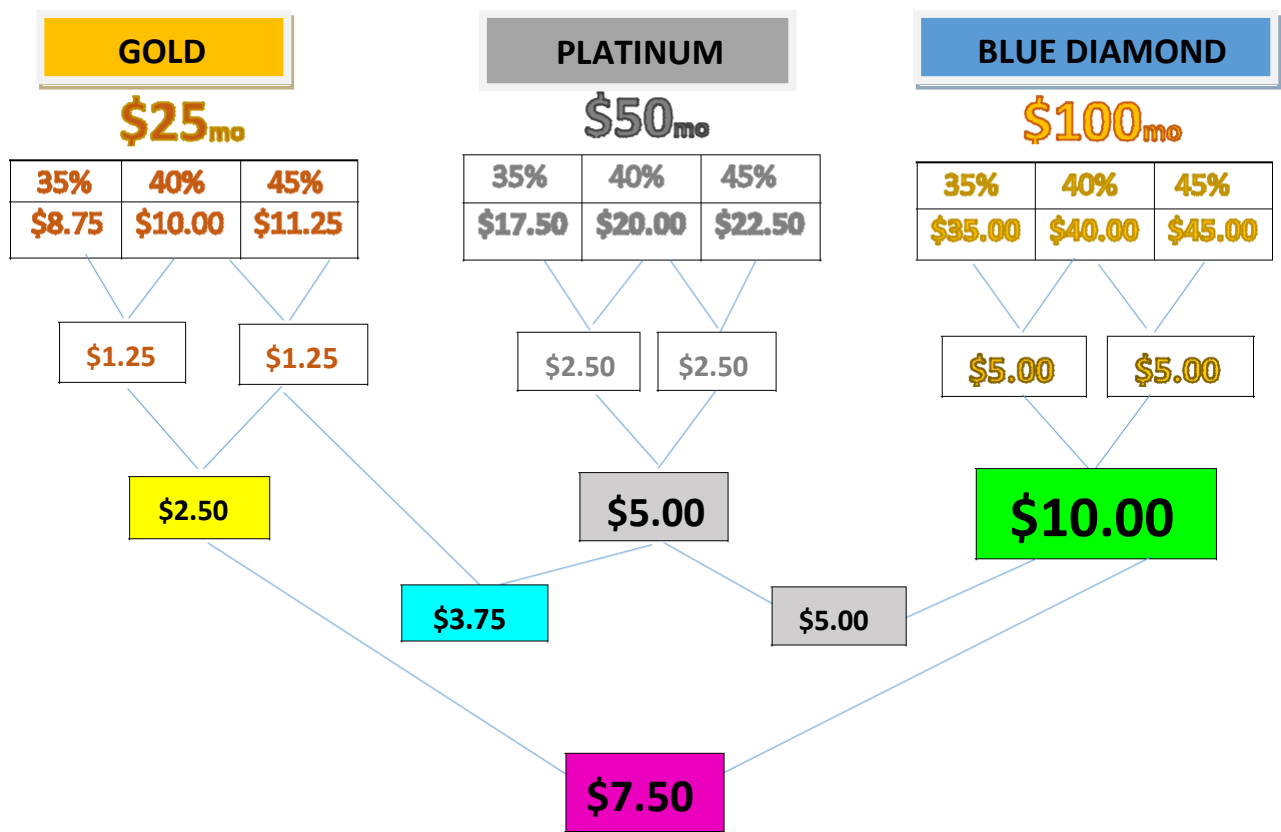 GOLD
PLATINUM
BLUE DIAMOND
$25mo
$50mo
$100mo
35% 40% 45%
$8.75 $10.00 $11.25
35% 40% 45%
$17.50 $20.00 $22.50
35% 40% 45%
$35.00 $40.00 $45.00
$1.25 $1.25
$2.50 $2.50
$5.00 $5.00
$2.50
$5.00
$10.00
$3.75
$5.00
$7.50